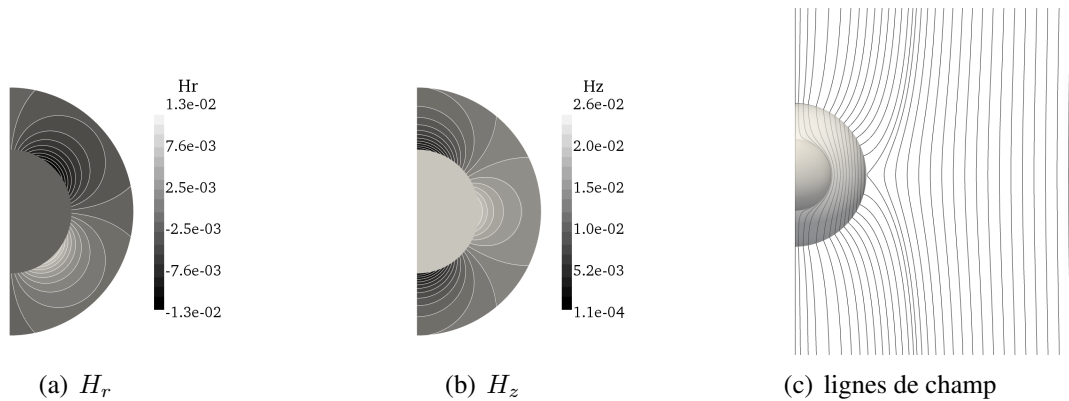 Hr
1.3e-02
7.6e-03
2.5e-03
-2.5e-03
-7.6e-03
-1.3e-02
Hz
2.6e-02
2.0e-02
1.5e-02
1.0e-02
5.2e-03
1.1e-04
(a) H_r
(b) H_z
(c) lignes de champ